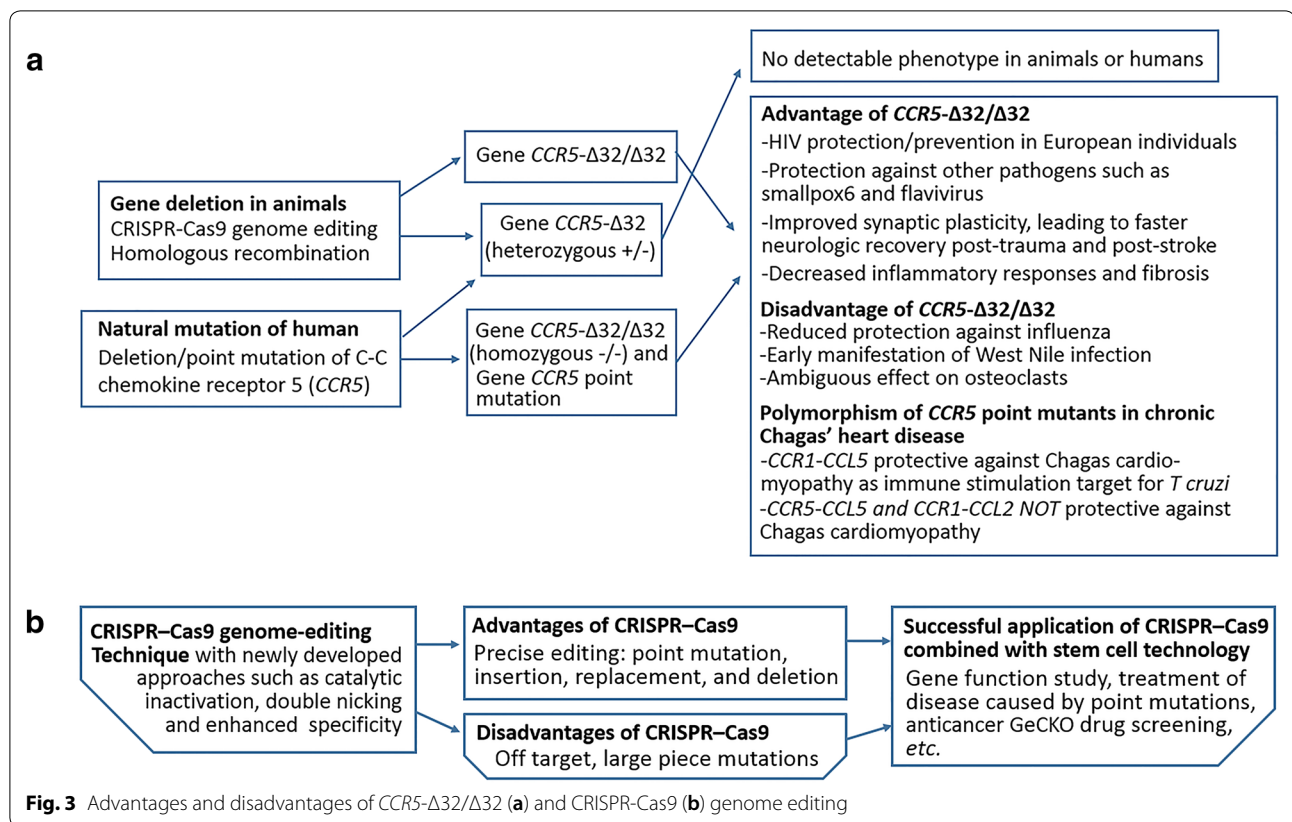 a
Gene deletion in animals
CRISPR-Cas9 genome editing
Homologous recombination
Natural mutation of human
Deletion/point mutation of C-C
chemokine receptor 5 (CCR5)
Gene CCR5-Δ32/Δ32
Gene CCR5-Δ32
(heterozygous +/-)
Gene CCR5-Δ32/Δ32
(homozygous -/-) and
Gene CCR5 point
mutation
No detectable phenotype in animals or humans
Advantage of CCR5-Δ32/Δ32
-HIV protection/prevention in European individuals
-Protection against other pathogens such as
smallpox6 and flavivirus
-Improved synaptic plasticity, leading to faster
neurologic recovery post-trauma and post-stroke
-Decreased inflammatory responses and fibrosis
Disadvantage of CCR5-Δ32/Δ32
-Reduced protection against influenza
-Early manifestation of West Nile infection
-Ambiguous effect on osteoclasts
Polymorphism of CCR5 point mutants in chronic
Chagas’ heart disease
-CCR1-CCL5 protective against Chagas cardio-
myopathy as immune stimulation target for T cruzi
-CCR5-CCL5 and CCR1-CCL2 NOT protective against
Chagas cardiomyopathy
b
CRISPR–Cas9 genome-editing
Technique with newly developed
approaches such as catalytic
inactivation, double nicking
and enhanced specificity
Advantages of CRISPR–Cas9
Precise editing: point mutation,
insertion, replacement, and deletion
Disadvantages of CRISPR–Cas9
Off target, large piece mutations
Successful application of CRISPR–Cas9
combined with stem cell technology
Gene function study, treatment of
disease caused by point mutations,
anticancer GeCKO drug screening,
etc.
Fig. 3 Advantages and disadvantages of CCR5-Δ32/Δ32 (a) and CRISPR-Cas9 (b) genome editing